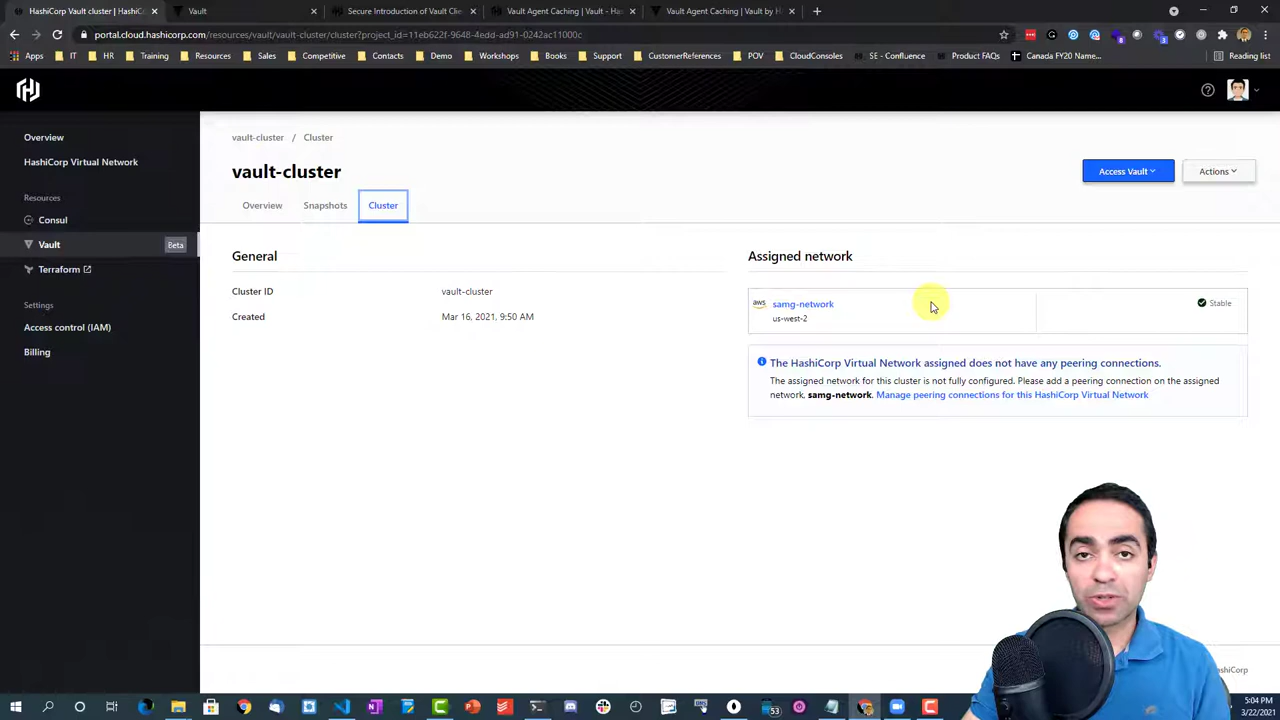 HashiCorp Vault cluster | HashiC
Vault
Secure Introduction of Vault Clie
Vault Agent Caching | Vault - Has
Vault Agent Caching | Vault by H
portal.cloud.hashicorp.com/resources/vault/vault-cluster/cluster?project_id=11eb622f-9648-4edd-ad91-0242ac11000c
Apps
IT
HR
Training
Resources
Sales
Competitive
Contacts
Demo
Workshops
Books
Support
CustomerReferences
POV
CloudConsoles
SE - Confluence
Product FAQs
Canada FY20 Name...
Reading list
Overview
HashiCorp Virtual Network
Resources
Consul
Vault
Beta
Terraform
Settings
Access control (IAM)
Billing
vault-cluster / Cluster
vault-cluster
Access Vault
Actions
Overview
Snapshots
Cluster
General
Cluster ID
vault-cluster
Created
Mar 16, 2021, 9:50 AM
Assigned network
aws
samg-network
us-west-2
Stable
The HashiCorp Virtual Network assigned does not have any peering connections.
The assigned network for this cluster is not fully configured. Please add a peering connection on the assigned
network, samg-network. Manage peering connections for this HashiCorp Virtual Network
ashiCorp
53
5:04 PM
3/22/2021